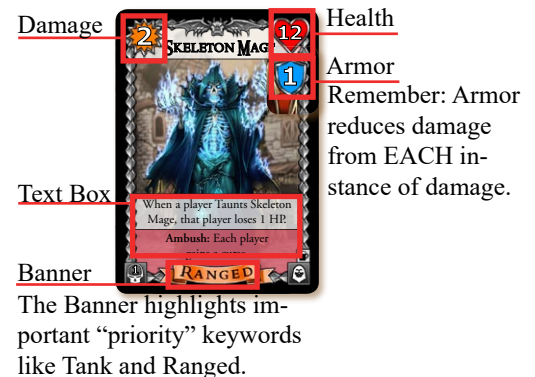 Damage
Health
2
12
Skeleton Mage
Armor
1
Remember: Armor
reduces damage
from EACH in-
stance of damage.
Text Box
When a player Taunts Skeleton
Mage, that player loses 1 HP.
Ambush: Each player
Banner
1
Ranged
The Banner highlights im-
portant “priority” keywords
like Tank and Ranged.